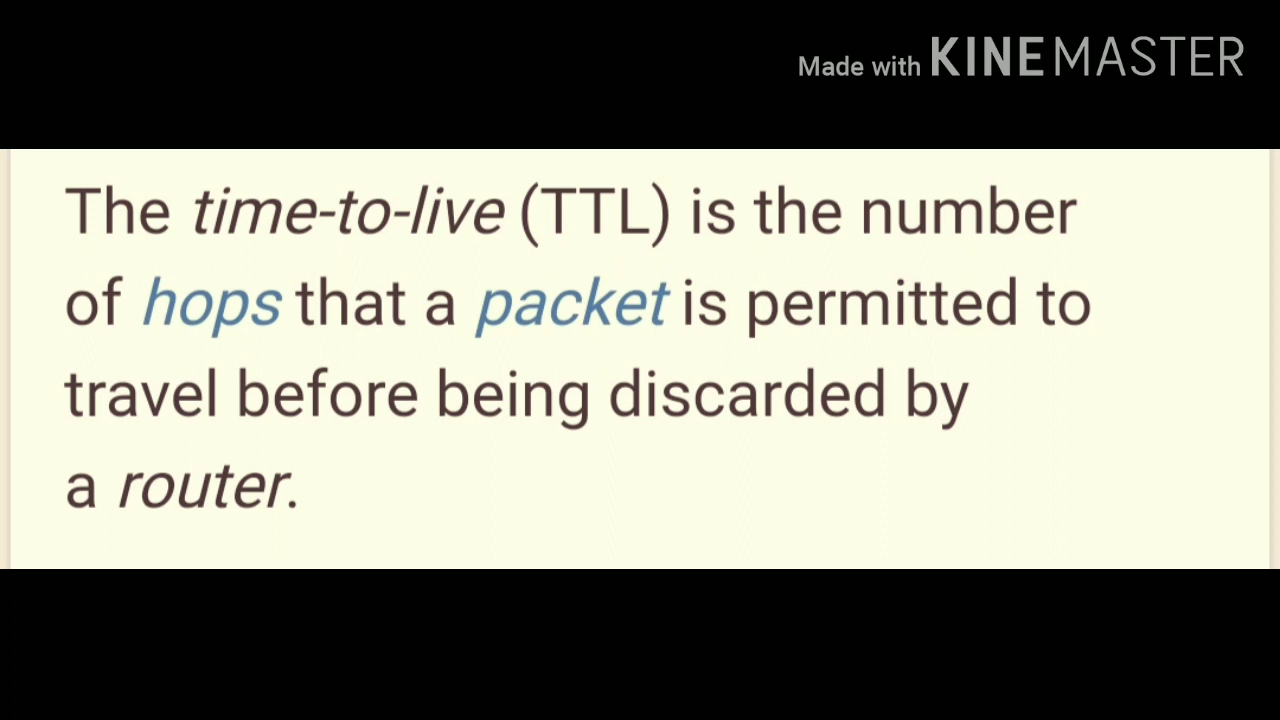 Made with KINEMASTER
The time-to-live (TTL) is the number
of hops that a packet is permitted to
travel before being discarded by
a router.